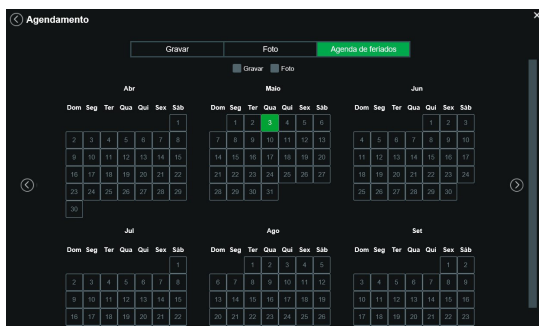 Agendamento
Gravar Foto Agenda de feriados
Gravar Foto
Abr Maio Jun
Dom Seg Ter Qua Qui Sex Sáb Dom Seg Ter Qua Qui Sex Sáb Dom Seg Ter Qua Qui Sex Sáb
1 1 2 3 4 5 6 1 2 3
2 3 4 5 6 7 8 7 8 9 10 11 12 13 4 5 6 7 8 9 10
9 10 11 12 13 14 15 14 15 16 17 18 19 20 11 12 13 14 15 16 17
16 17 18 19 20 21 22 21 22 23 24 25 26 27 18 19 20 21 22 23 24
23 24 25 26 27 28 29 28 29 30 31 25 26 27 28 29 30
30
Jul Ago Set
Dom Seg Ter Qua Qui Sex Sáb Dom Seg Ter Qua Qui Sex Sáb Dom Seg Ter Qua Qui Sex Sáb
1 1 2 3 4 5 1 2
2 3 4 5 6 7 8 6 7 8 9 10 11 12 3 4 5 6 7 8 9
9 10 11 12 13 14 15 13 14 15 16 17 18 19 10 11 12 13 14 15 16
16 17 18 19 20 21 22 20 21 22 23 24 25 26 17 18 19 20 21 22 23